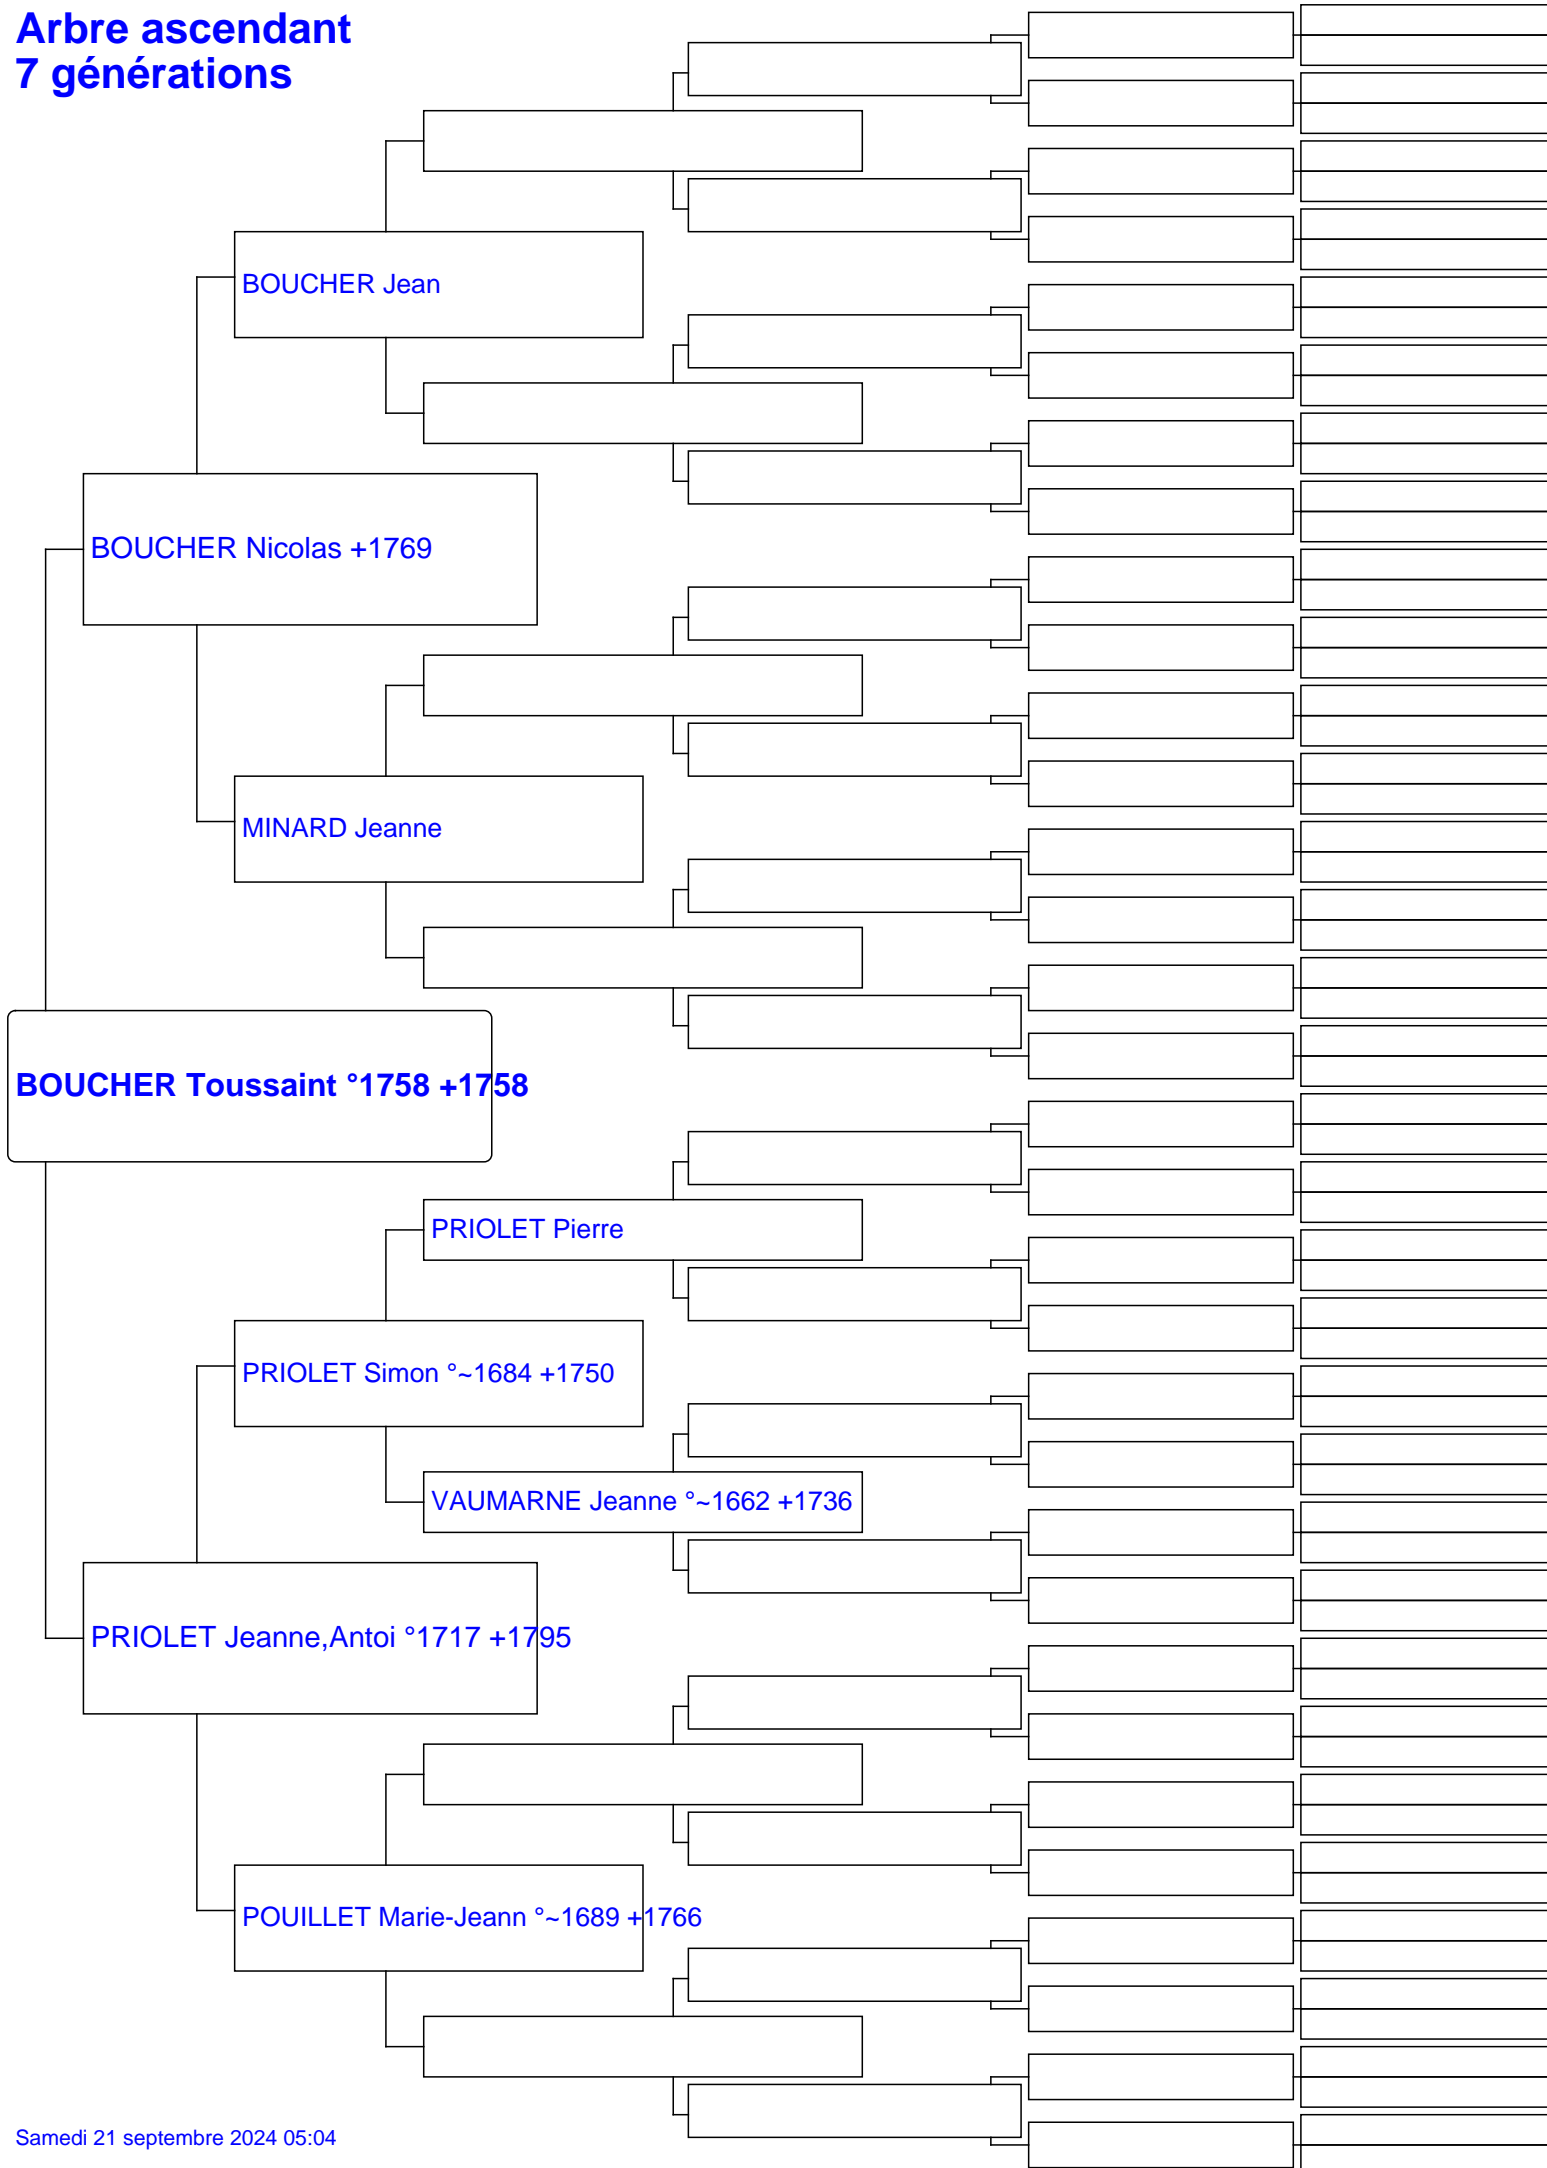 Arbre ascendant
7 générations
BOUCHER Jean
BOUCHER Nicolas +1769
MINARD Jeanne
BOUCHER Toussaint °1758 +1758
PRIOLET Pierre
PRIOLET Simon °~1684 +1750
VAUMARNE Jeanne °~1662 +1736
PRIOLET Jeanne,Antoi °1717 +1795
POUILLET Marie-Jeann °~1689 +1766
Samedi 21 septembre 2024 05:04